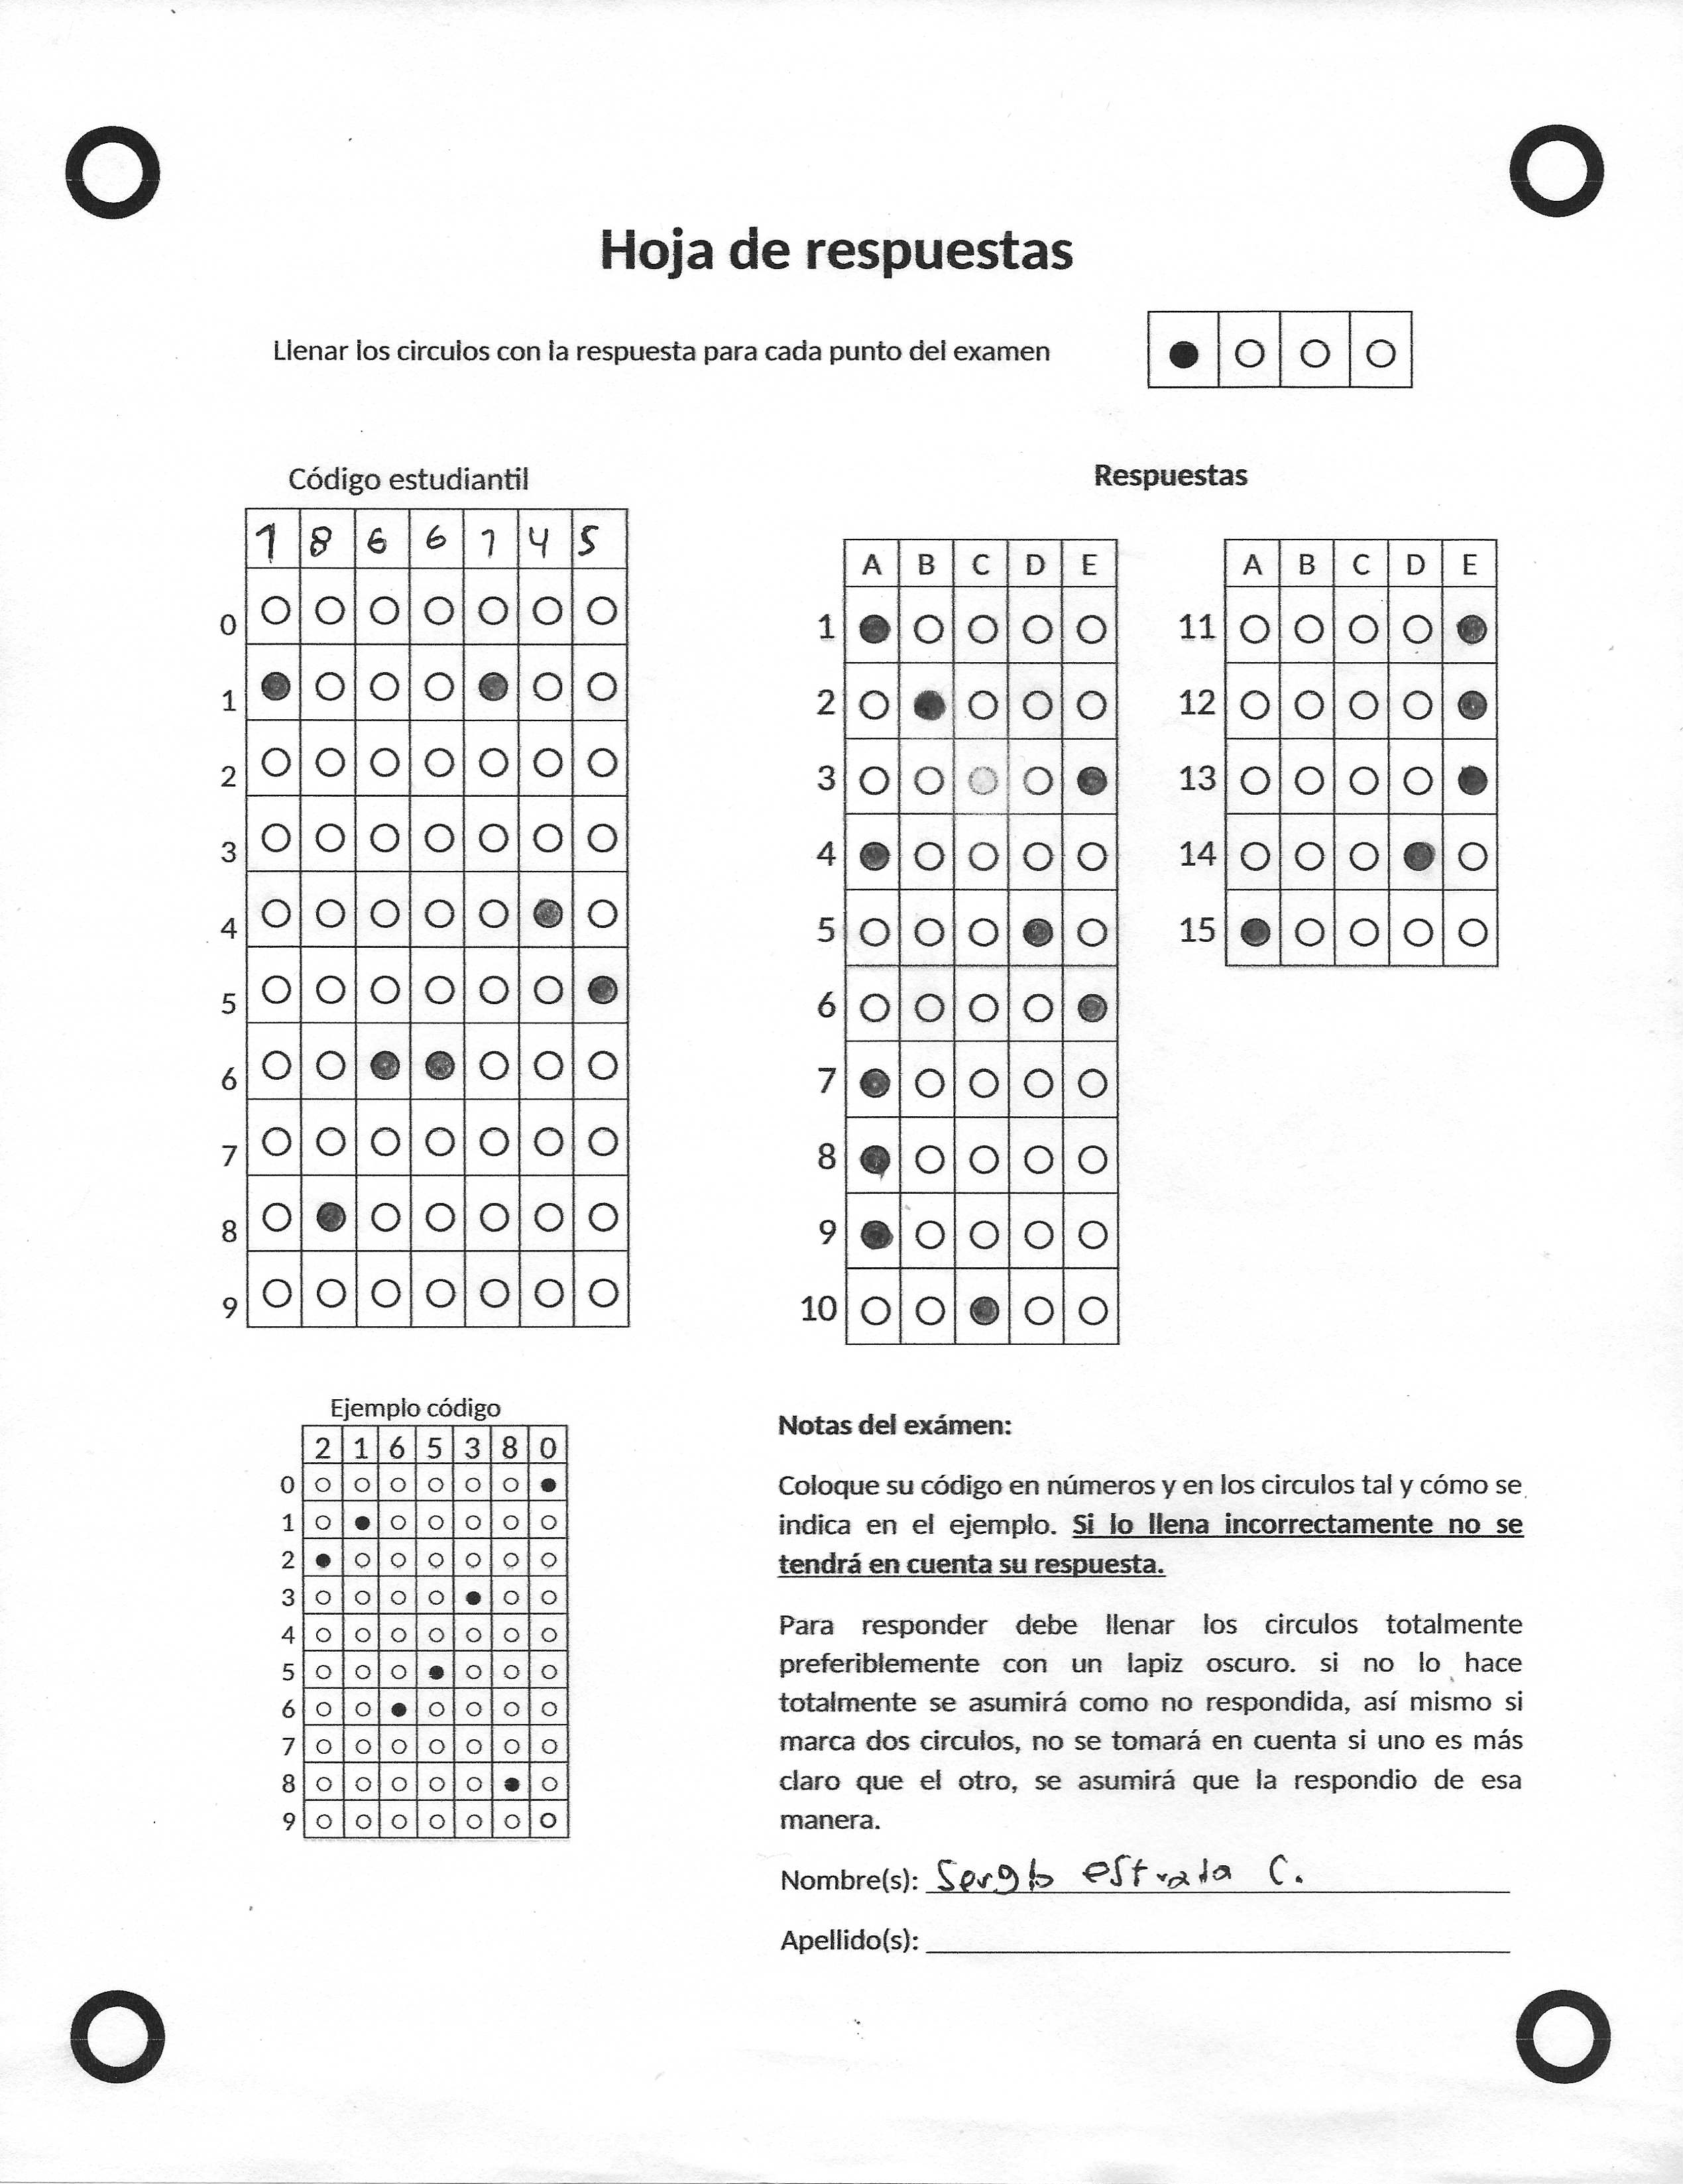 Hoja de respuestas
Llenar los circulos con la respuesta para cada punto del examen
Código estudiantil
1 8 6 6 1 4 5
0
1
2
3
4
5
6
7
8
9
Respuestas
A B C D E
1
2
3
4
5
6
7
8
9
10
A B C D E
11
12
13
14
15
Ejemplo código
2 1 6 5 3 8 0
0
1
2
3
4
5
6
7
8
9
Notas del exámen:
Coloque su código en números y en los circulos tal y cómo se
indica en el ejemplo. Si lo llena incorrectamente no se
tendrá en cuenta su respuesta.
Para responder debe llenar los circulos totalmente
preferiblemente con un lapiz oscuro. si no lo hace
totalmente se asumirá como no respondida, así mismo si
marca dos circulos, no se tomará en cuenta si uno es más
claro que el otro, se asumirá que la respondio de esa
manera.
Nombre(s): Sergio estrada C.
Apellido(s):